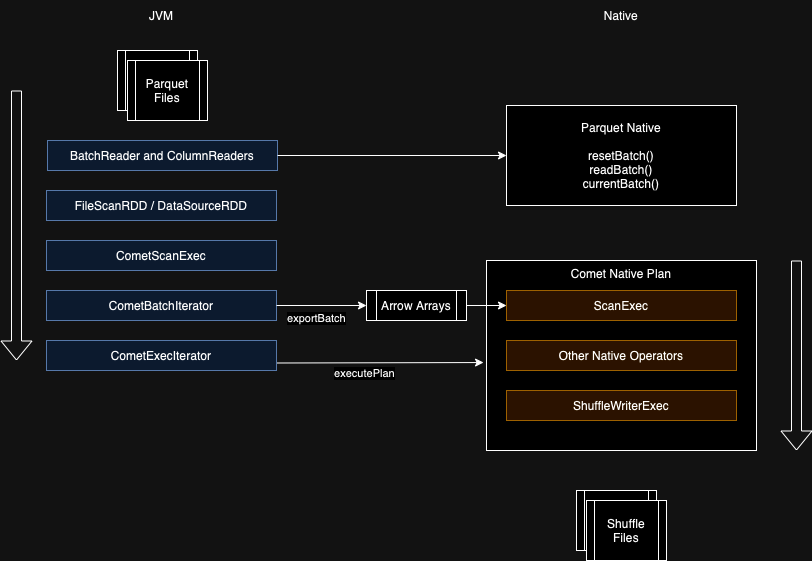 JVM
Native
Parquet
Files
Parquet Native
resetBatch()
readBatch()
currentBatch()
BatchReader and ColumnReaders
FileScanRDD / DataSourceRDD
CometScanExec
Comet Native Plan
CometBatchIterator
exportBatch
Arrow Arrays
ScanExec
CometExecIterator
executePlan
Other Native Operators
ShuffleWriterExec
Shuffle
Files